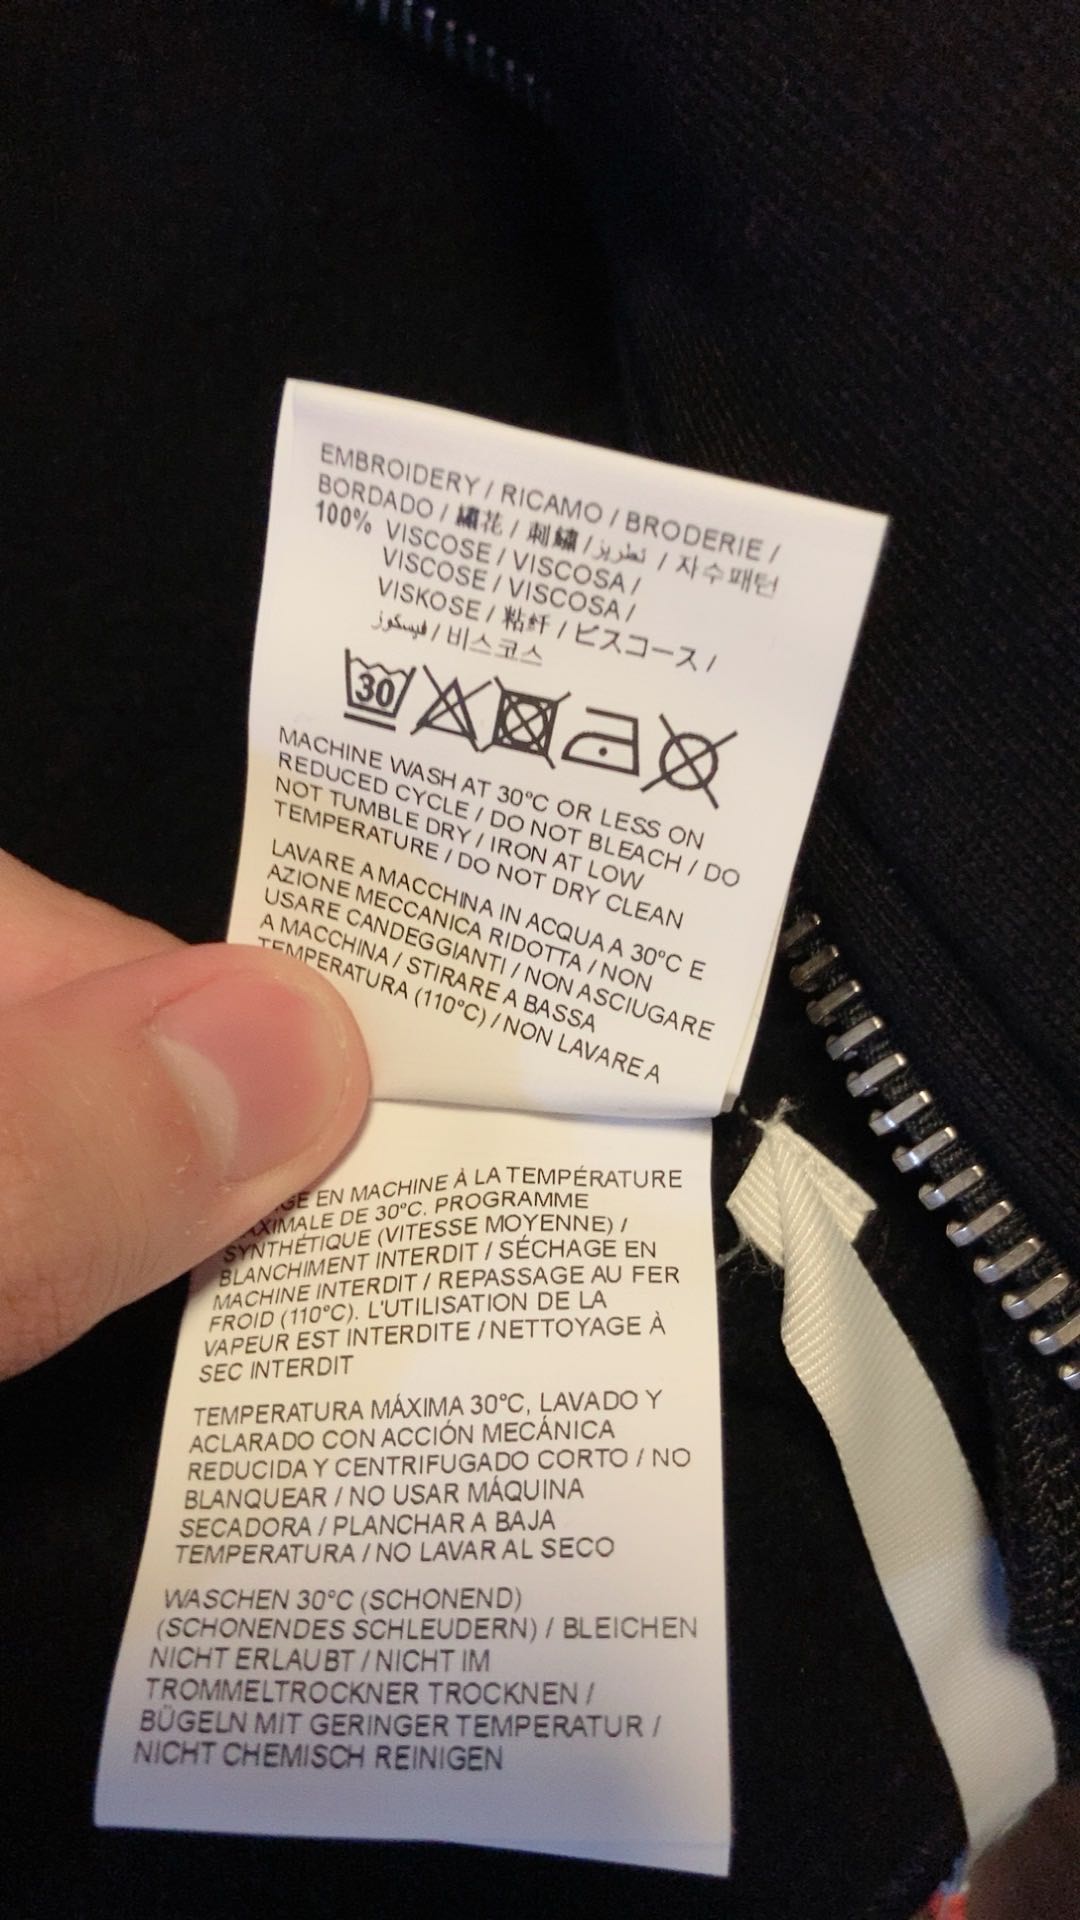 EMBROIDERY / RICAMO / BRODERIE /
BORDADO / 繡花 / 刺繍 / تطريز / 자수패턴
100% VISCOSE / VISCOSA /
VISCOSE / VISCOSA /
VISKOSE / 粘纤 / ビスコース /
فيسكوز / 비스코스
30
MACHINE WASH AT 30°C OR LESS ON
REDUCED CYCLE / DO NOT BLEACH / DO
NOT TUMBLE DRY / IRON AT LOW
TEMPERATURE / DO NOT DRY CLEAN
LAVARE A MACCHINA IN ACQUA A 30°C E
AZIONE MECCANICA RIDOTTA / NON
USARE CANDEGGIANTI / NON ASCIUGARE
A MACCHINA / STIRARE A BASSA
TEMPERATURA (110°C) / NON LAVARE A
EN MACHINE À LA TEMPÉRATURE
DE 30°C. PROGRAMME
SYNTHÉTIQUE (VITESSE MOYENNE) /
BLANCHIMENT INTERDIT / SÉCHAGE EN
MACHINE INTERDIT / REPASSAGE AU FER
FROID (110°C). L'UTILISATION DE LA
VAPEUR EST INTERDITE / NETTOYAGE À
SEC INTERDIT
TEMPERATURA MÁXIMA 30°C, LAVADO Y
ACLARADO CON ACCIÓN MECÁNICA
REDUCIDA Y CENTRIFUGADO CORTO / NO
BLANQUEAR / NO USAR MÁQUINA
SECADORA / PLANCHAR A BAJA
TEMPERATURA / NO LAVAR AL SECO
WASCHEN 30°C (SCHONEND)
(SCHONENDES SCHLEUDERN) / BLEICHEN
NICHT ERLAUBT / NICHT IM
TROMMELTROCKNER TROCKNEN /
BÜGELN MIT GERINGER TEMPERATUR /
NICHT CHEMISCH REINIGEN